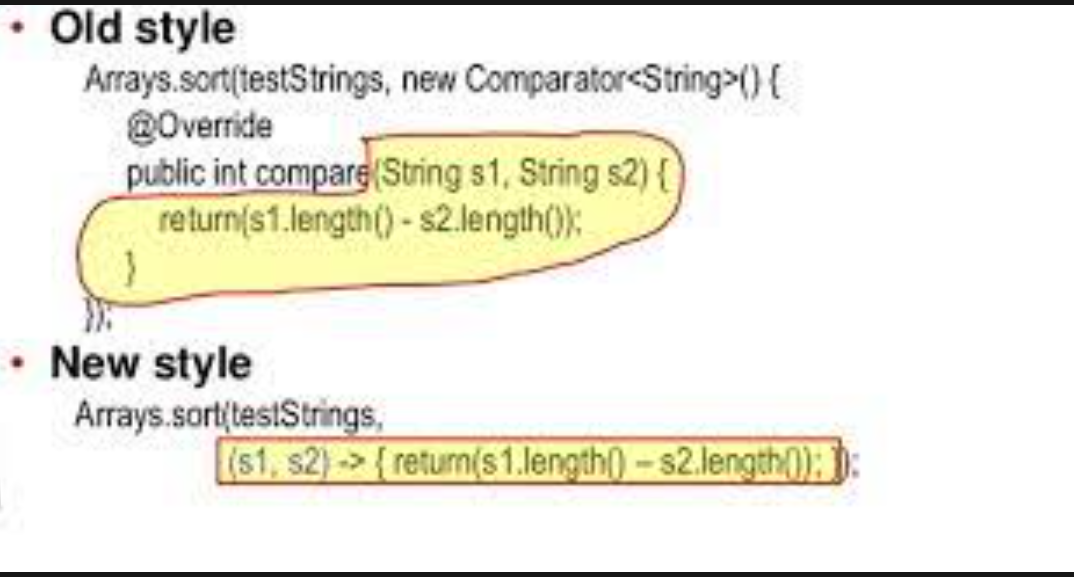 • Old style
Arrays.sort(testStrings, new Comparator<String>() {
@Override
public int compare(String s1, String s2) {
return(s1.length() - s2.length());
}
});
• New style
Arrays.sort(testStrings,
(s1, s2) -> { return(s1.length() – s2.length()); });